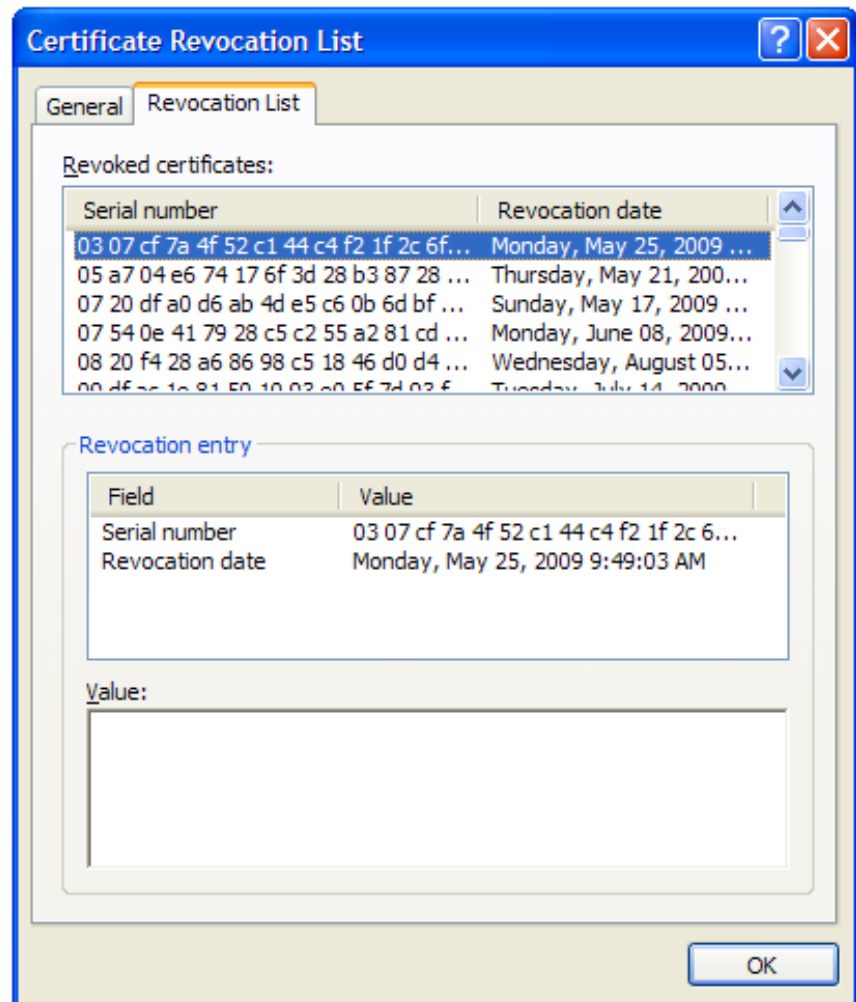 Certificate Revocation List
General Revocation List
Revoked certificates:
Serial number Revocation date
03 07 cf 7a 4f 52 c1 44 c4 f2 1f 2c 6f... Monday, May 25, 2009 ...
05 a7 04 e6 74 17 6f 3d 28 b3 87 28 ... Thursday, May 21, 200...
07 20 df a0 d6 ab 4d e5 c6 0b 6d bf ... Sunday, May 17, 2009 ...
07 54 0e 41 79 28 c5 c2 55 a2 81 cd ... Monday, June 08, 2009...
08 20 f4 28 a6 86 98 c5 18 46 d0 d4 ... Wednesday, August 05...
Tuesday, July 14, 2009
Revocation entry
Field Value
Serial number 03 07 cf 7a 4f 52 c1 44 c4 f2 1f 2c 6...
Revocation date Monday, May 25, 2009 9:49:03 AM
Value:
OK